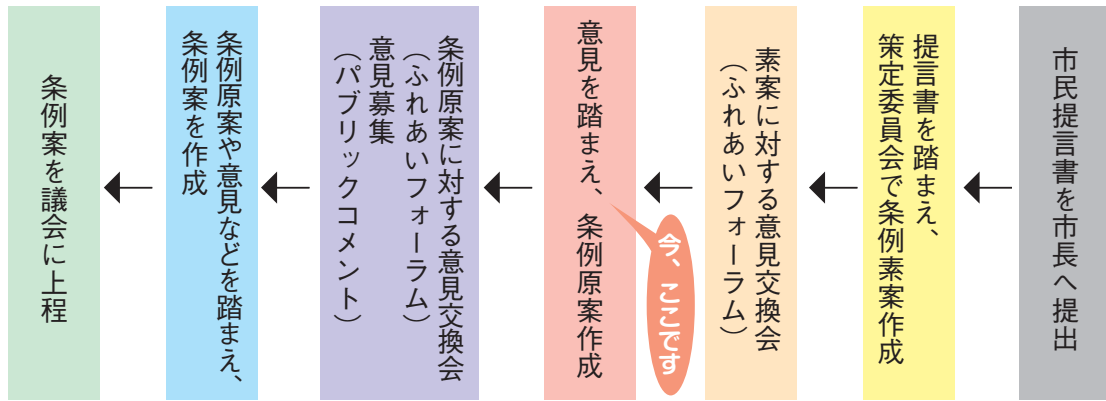 市民提言書を市長へ提出
提言書を踏まえ、
策定委員会で条例素案作成
素案に対する意見交換会
（ふれあいフォーラム）
意見を踏まえ、条例原案作成
今、ここです
条例原案に対する意見交換会
（ふれあいフォーラム）
意見募集
（パブリックコメント）
条例原案や意見などを踏まえ、
条例案を作成
条例案を議会に上程